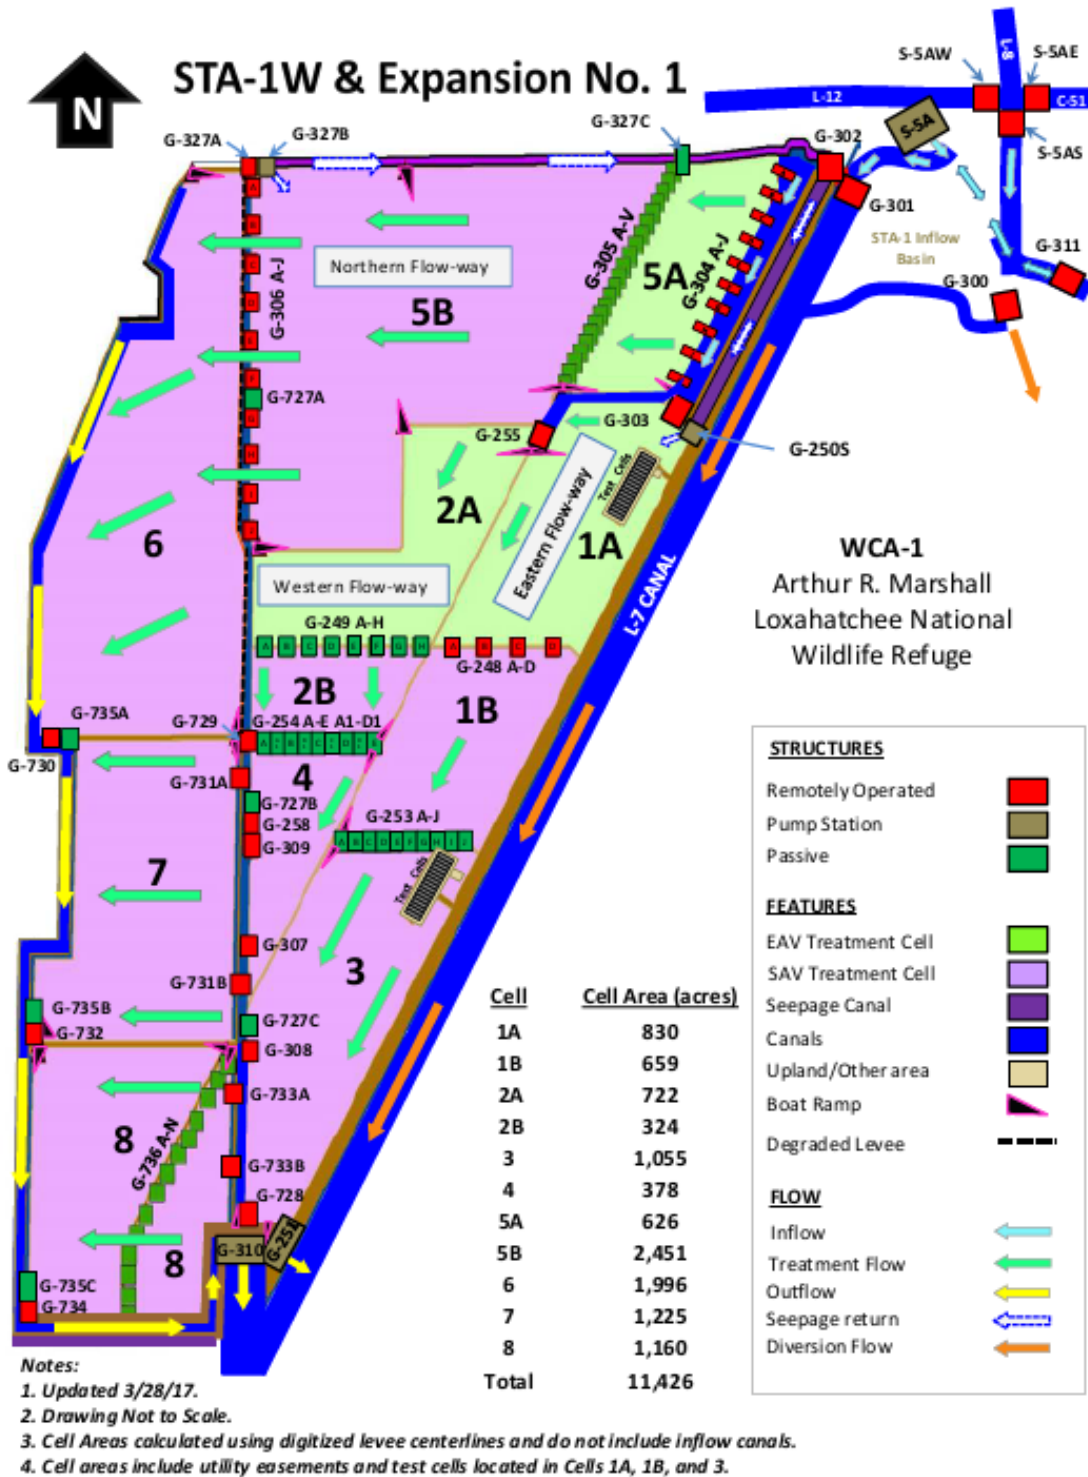 STA-1W & Expansion No. 1
N
S-5AW
S-5AE
L-8
L-12
C-51
S-5A
S-5AS
G-327A
G-327B
G-327C
G-302
G-301
STA-1 Inflow
Basin
G-311
G-300
Northern Flow-way
G-306 A-J
5B
G-305 A-V
5A
G-304 A-J
G-727A
G-255
G-303
G-250S
2A
Test Cells
1A
Eastern Flow-way
6
Western Flow-way
L-7 CANAL
WCA-1
Arthur R. Marshall
Loxahatchee National
Wildlife Refuge
G-249 A-H
A B C D E F G H
A B C D
G-248 A-D
2B
1B
G-735A
G-729
G-254 A-E A1-D1
G-730
G-731A
4
G-727B
G-258
G-309
G-253 A-J
A B C D E F G H I J
Test Cells
7
G-307
3
G-731B
G-735B
G-732
G-727C
G-308
G-733A
8
G-736 A-N
G-733B
G-728
G-310
G-251
8
G-735C
G-734
Cell Cell Area (acres)
1A 830
1B 659
2A 722
2B 324
3 1,055
4 378
5A 626
5B 2,451
6 1,996
7 1,225
8 1,160
Total 11,426
STRUCTURES
Remotely Operated
Pump Station
Passive
FEATURES
EAV Treatment Cell
SAV Treatment Cell
Seepage Canal
Canals
Upland/Other area
Boat Ramp
Degraded Levee
FLOW
Inflow
Treatment Flow
Outflow
Seepage return
Diversion Flow
Notes:
1. Updated 3/28/17.
2. Drawing Not to Scale.
3. Cell Areas calculated using digitized levee centerlines and do not include inflow canals.
4. Cell areas include utility easements and test cells located in Cells 1A, 1B, and 3.